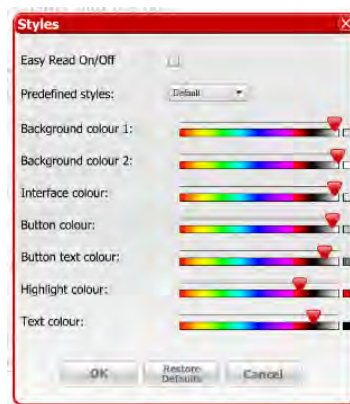 Styles
Easy Read On/Off
Predefined styles:
Default
Background colour 1:
Background colour 2:
Interface colour:
Button colour:
Button text colour:
Highlight colour:
Text colour:
OK
Restore
Defaults
Cancel